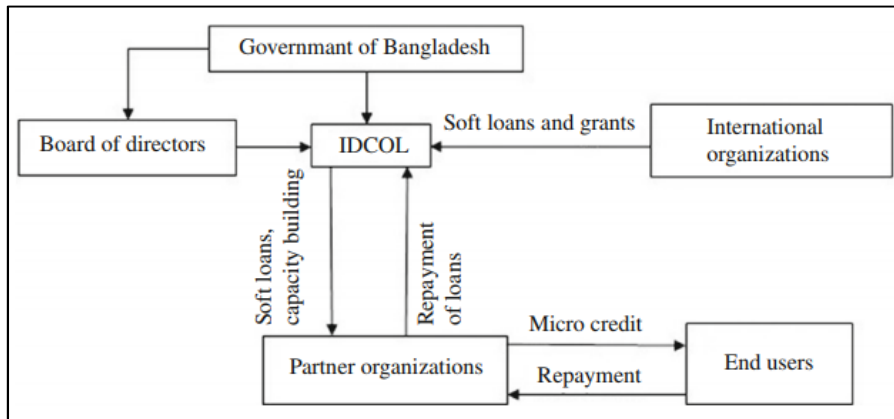 Governmant of Bangladesh
Board of directors
IDCOL
Soft loans and grants
International
organizations
Soft loans,
capacity building
Repayment
of loans
Partner organizations
Micro credit
Repayment
End users